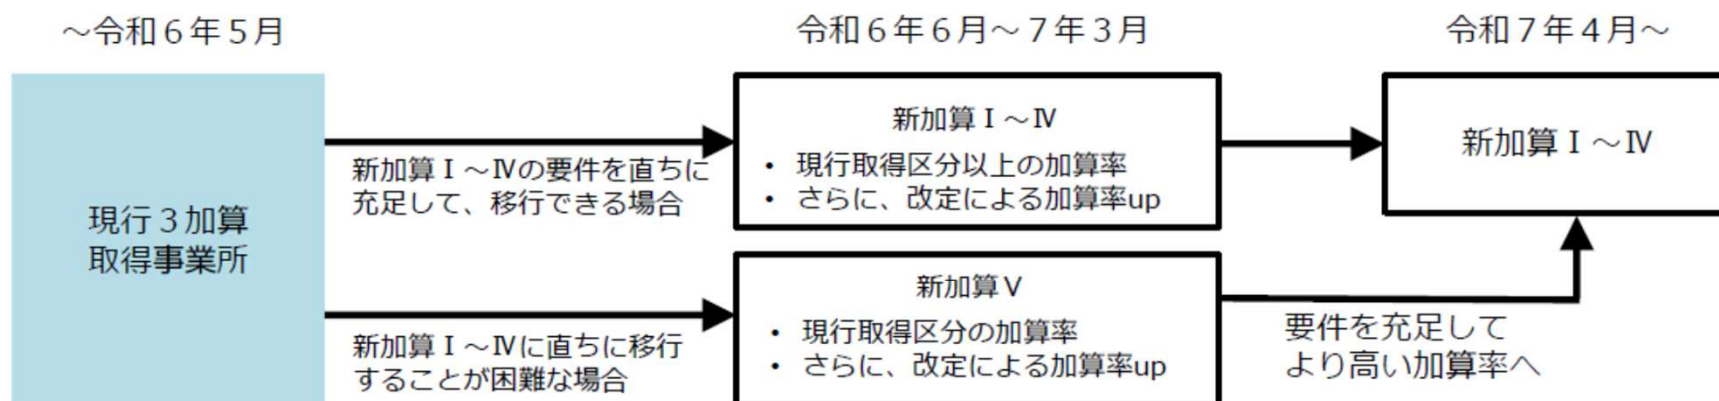 ～令和６年５月
令和６年６月～７年３月
令和７年４月～
現行３加算
取得事業所
新加算Ⅰ～Ⅳの要件を直ちに
充足して、移行できる場合
新加算Ⅰ～Ⅳ
・ 現行取得区分以上の加算率
・ さらに、改定による加算率up
新加算Ⅰ～Ⅳ
新加算Ⅰ～Ⅳに直ちに移行
することが困難な場合
新加算Ⅴ
・ 現行取得区分の加算率
・ さらに、改定による加算率up
要件を充足して
より高い加算率へ